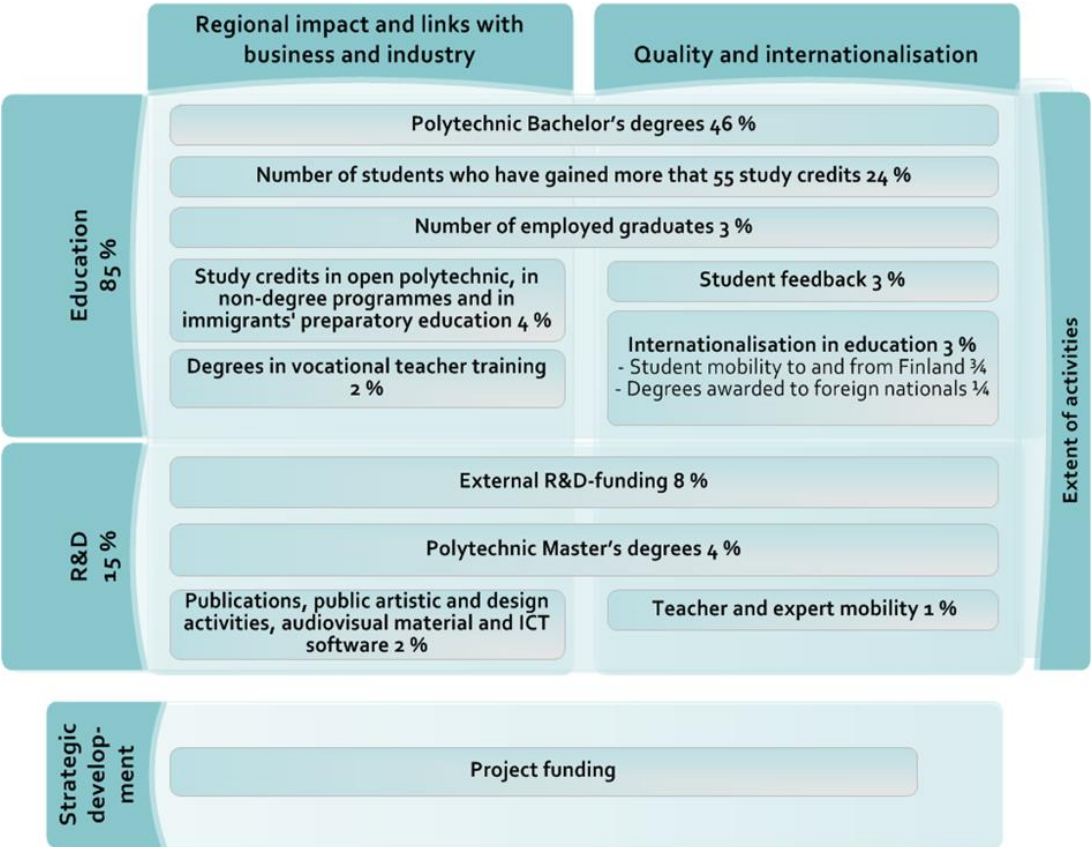 Regional impact and links with
business and industry
Quality and internationalisation
Education
85 %
Polytechnic Bachelor's degrees 46 %
Number of students who have gained more that 55 study credits 24 %
Number of employed graduates 3 %
Study credits in open polytechnic, in
non-degree programmes and in
immigrants' preparatory education 4 %
Degrees in vocational teacher training
2 %
Student feedback 3 %
Internationalisation in education 3 %
- Student mobility to and from Finland ¾
- Degrees awarded to foreign nationals ¼
Extent of activities
R&D
15 %
External R&D-funding 8 %
Polytechnic Master's degrees 4 %
Publications, public artistic and design
activities, audiovisual material and ICT
software 2 %
Teacher and expert mobility 1 %
Strategic
develop-
ment
Project funding